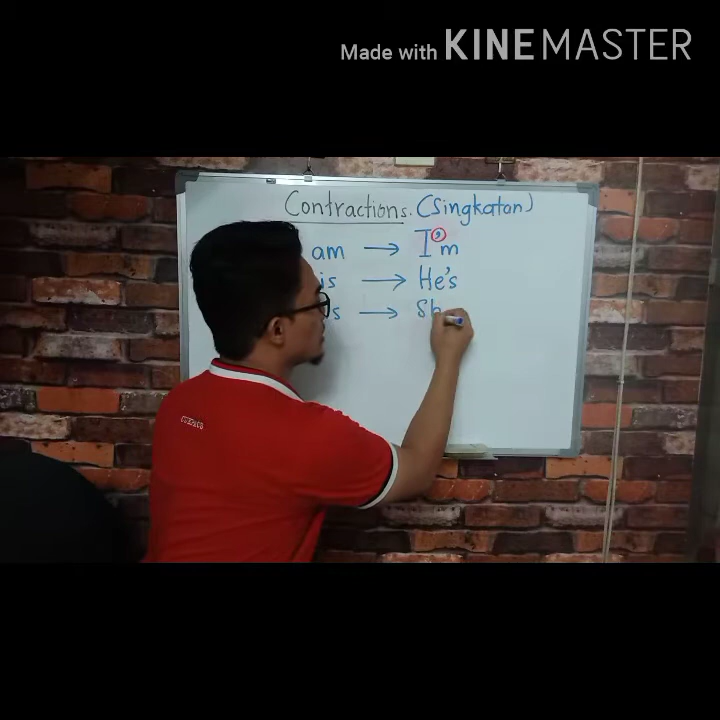 Made with KINEMASTER
Contractions. (Singkatan)
am → I'm
is → He's
s → Sh